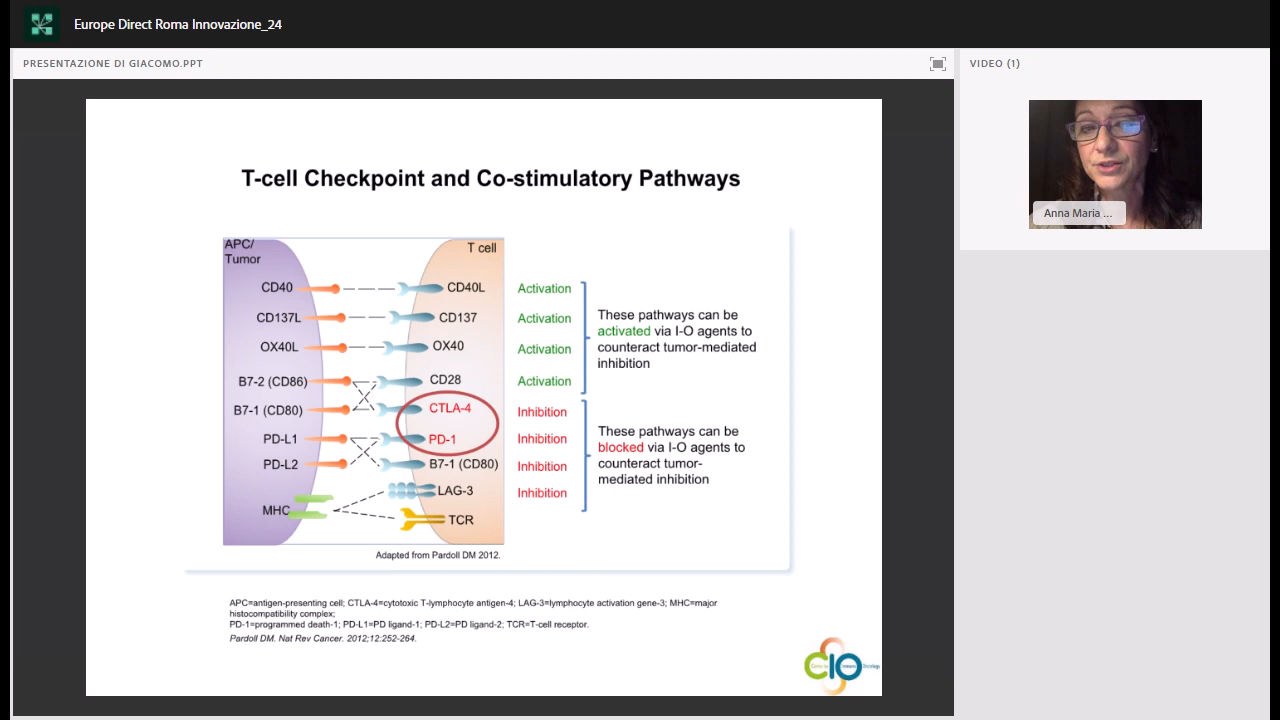 Europe Direct Roma Innovazione_24
PRESENTAZIONE DI GIACOMO.PPT
VIDEO (1)
T-cell Checkpoint and Co-stimulatory Pathways
APC/
Tumor
T cell
CD40
CD40L
Activation
CD137L
CD137
Activation
OX40L
OX40
Activation
B7-2 (CD86)
CD28
Activation
These pathways can be
activated via I-O agents to
counteract tumor-mediated
inhibition
B7-1 (CD80)
CTLA-4
Inhibition
PD-L1
PD-1
Inhibition
PD-L2
B7-1 (CD80)
Inhibition
MHC
LAG-3
Inhibition
TCR
These pathways can be
blocked via I-O agents to
counteract tumor-
mediated inhibition
Adapted from Pardoll DM 2012.
APC=antigen-presenting cell; CTLA-4=cytotoxic T-lymphocyte antigen-4; LAG-3=lymphocyte activation gene-3; MHC=major
histocompatibility complex;
PD-1=programmed death-1; PD-L1=PD ligand-1; PD-L2=PD ligand-2; TCR=T-cell receptor.
Pardoll DM. Nat Rev Cancer. 2012;12:252-264.
CIO
Anna Maria ...